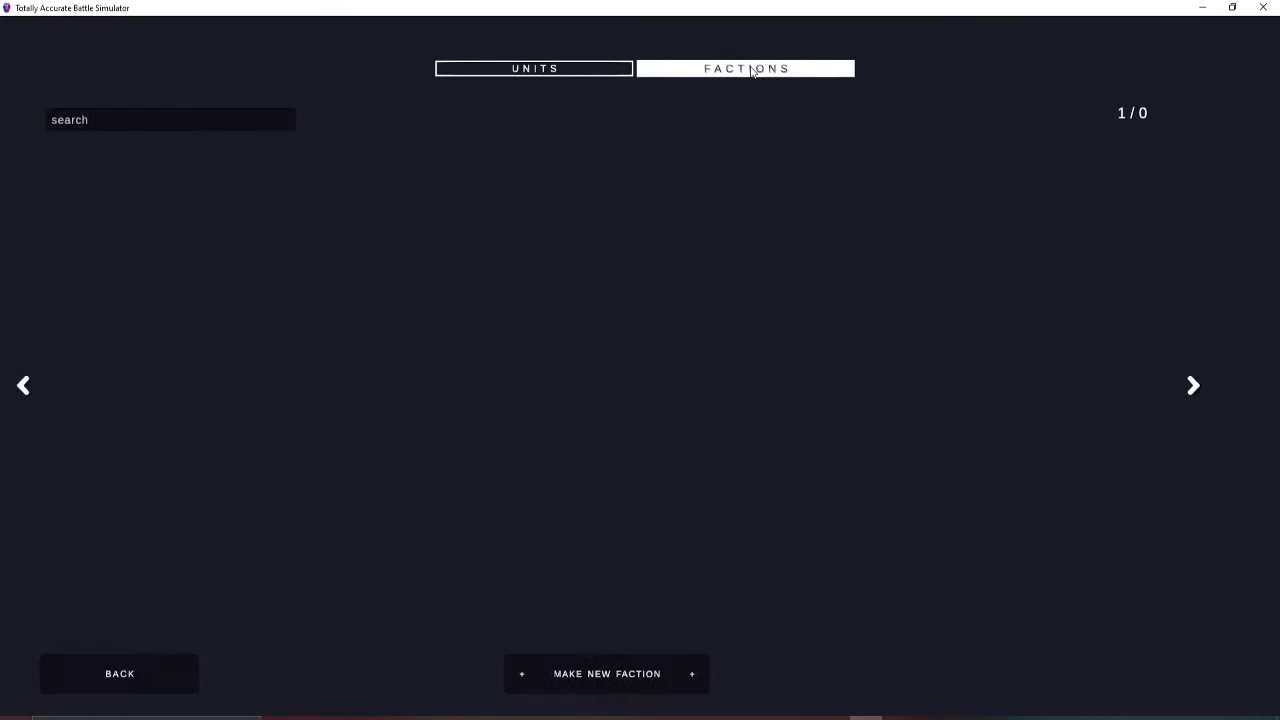 Totally Accurate Battle Simulator
UNITS
FACTIONS
search
1 / 0
BACK
+ MAKE NEW FACTION +